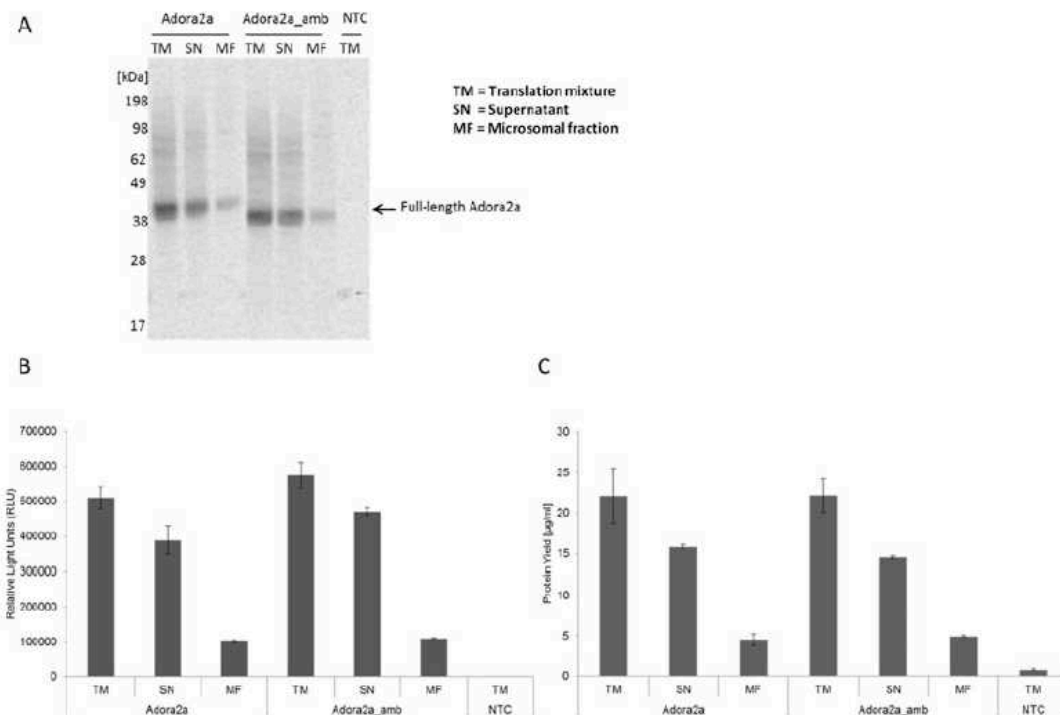 A
Adora2a Adora2a_amb NTC
TM SN MF TM SN MF TM
[kDa]
198
98
62
49
38
28
17
TM = Translation mixture
SN = Supernatant
MF = Microsomal fraction
Full-length Adora2a
B
Relative Light Units (RLU)
700000
600000
500000
400000
300000
200000
100000
0
TM SN MF TM SN MF TM
Adora2a Adora2a_amb NTC
C
Protein Yield [µg/ml]
30
25
20
15
10
5
0
TM SN MF TM SN MF TM
Adora2a Adora2a_amb NTC